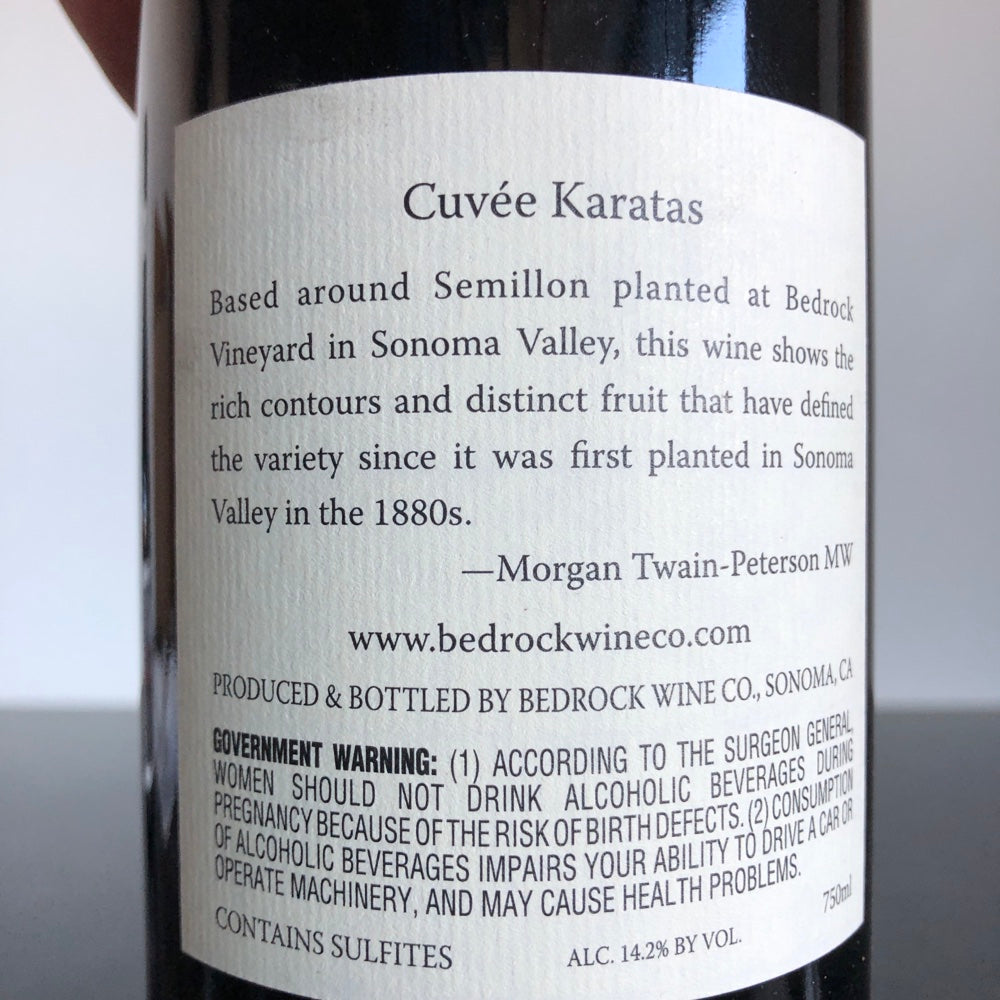 Cuvée Karatas
Based around Semillon planted at Bedrock
Vineyard in Sonoma Valley, this wine shows the
rich contours and distinct fruit that have defined
the variety since it was first planted in Sonoma
Valley in the 1880s.
—Morgan Twain-Peterson MW
www.bedrockwineco.com
PRODUCED & BOTTLED BY BEDROCK WINE CO., SONOMA, CA
GOVERNMENT WARNING: (1) ACCORDING TO THE SURGEON GENERAL,
WOMEN SHOULD NOT DRINK ALCOHOLIC BEVERAGES DURING
PREGNANCY BECAUSE OF THE RISK OF BIRTH DEFECTS. (2) CONSUMPTION
OF ALCOHOLIC BEVERAGES IMPAIRS YOUR ABILITY TO DRIVE A CAR OR
OPERATE MACHINERY, AND MAY CAUSE HEALTH PROBLEMS.
750ml
CONTAINS SULFITES ALC. 14.2% BY VOL.